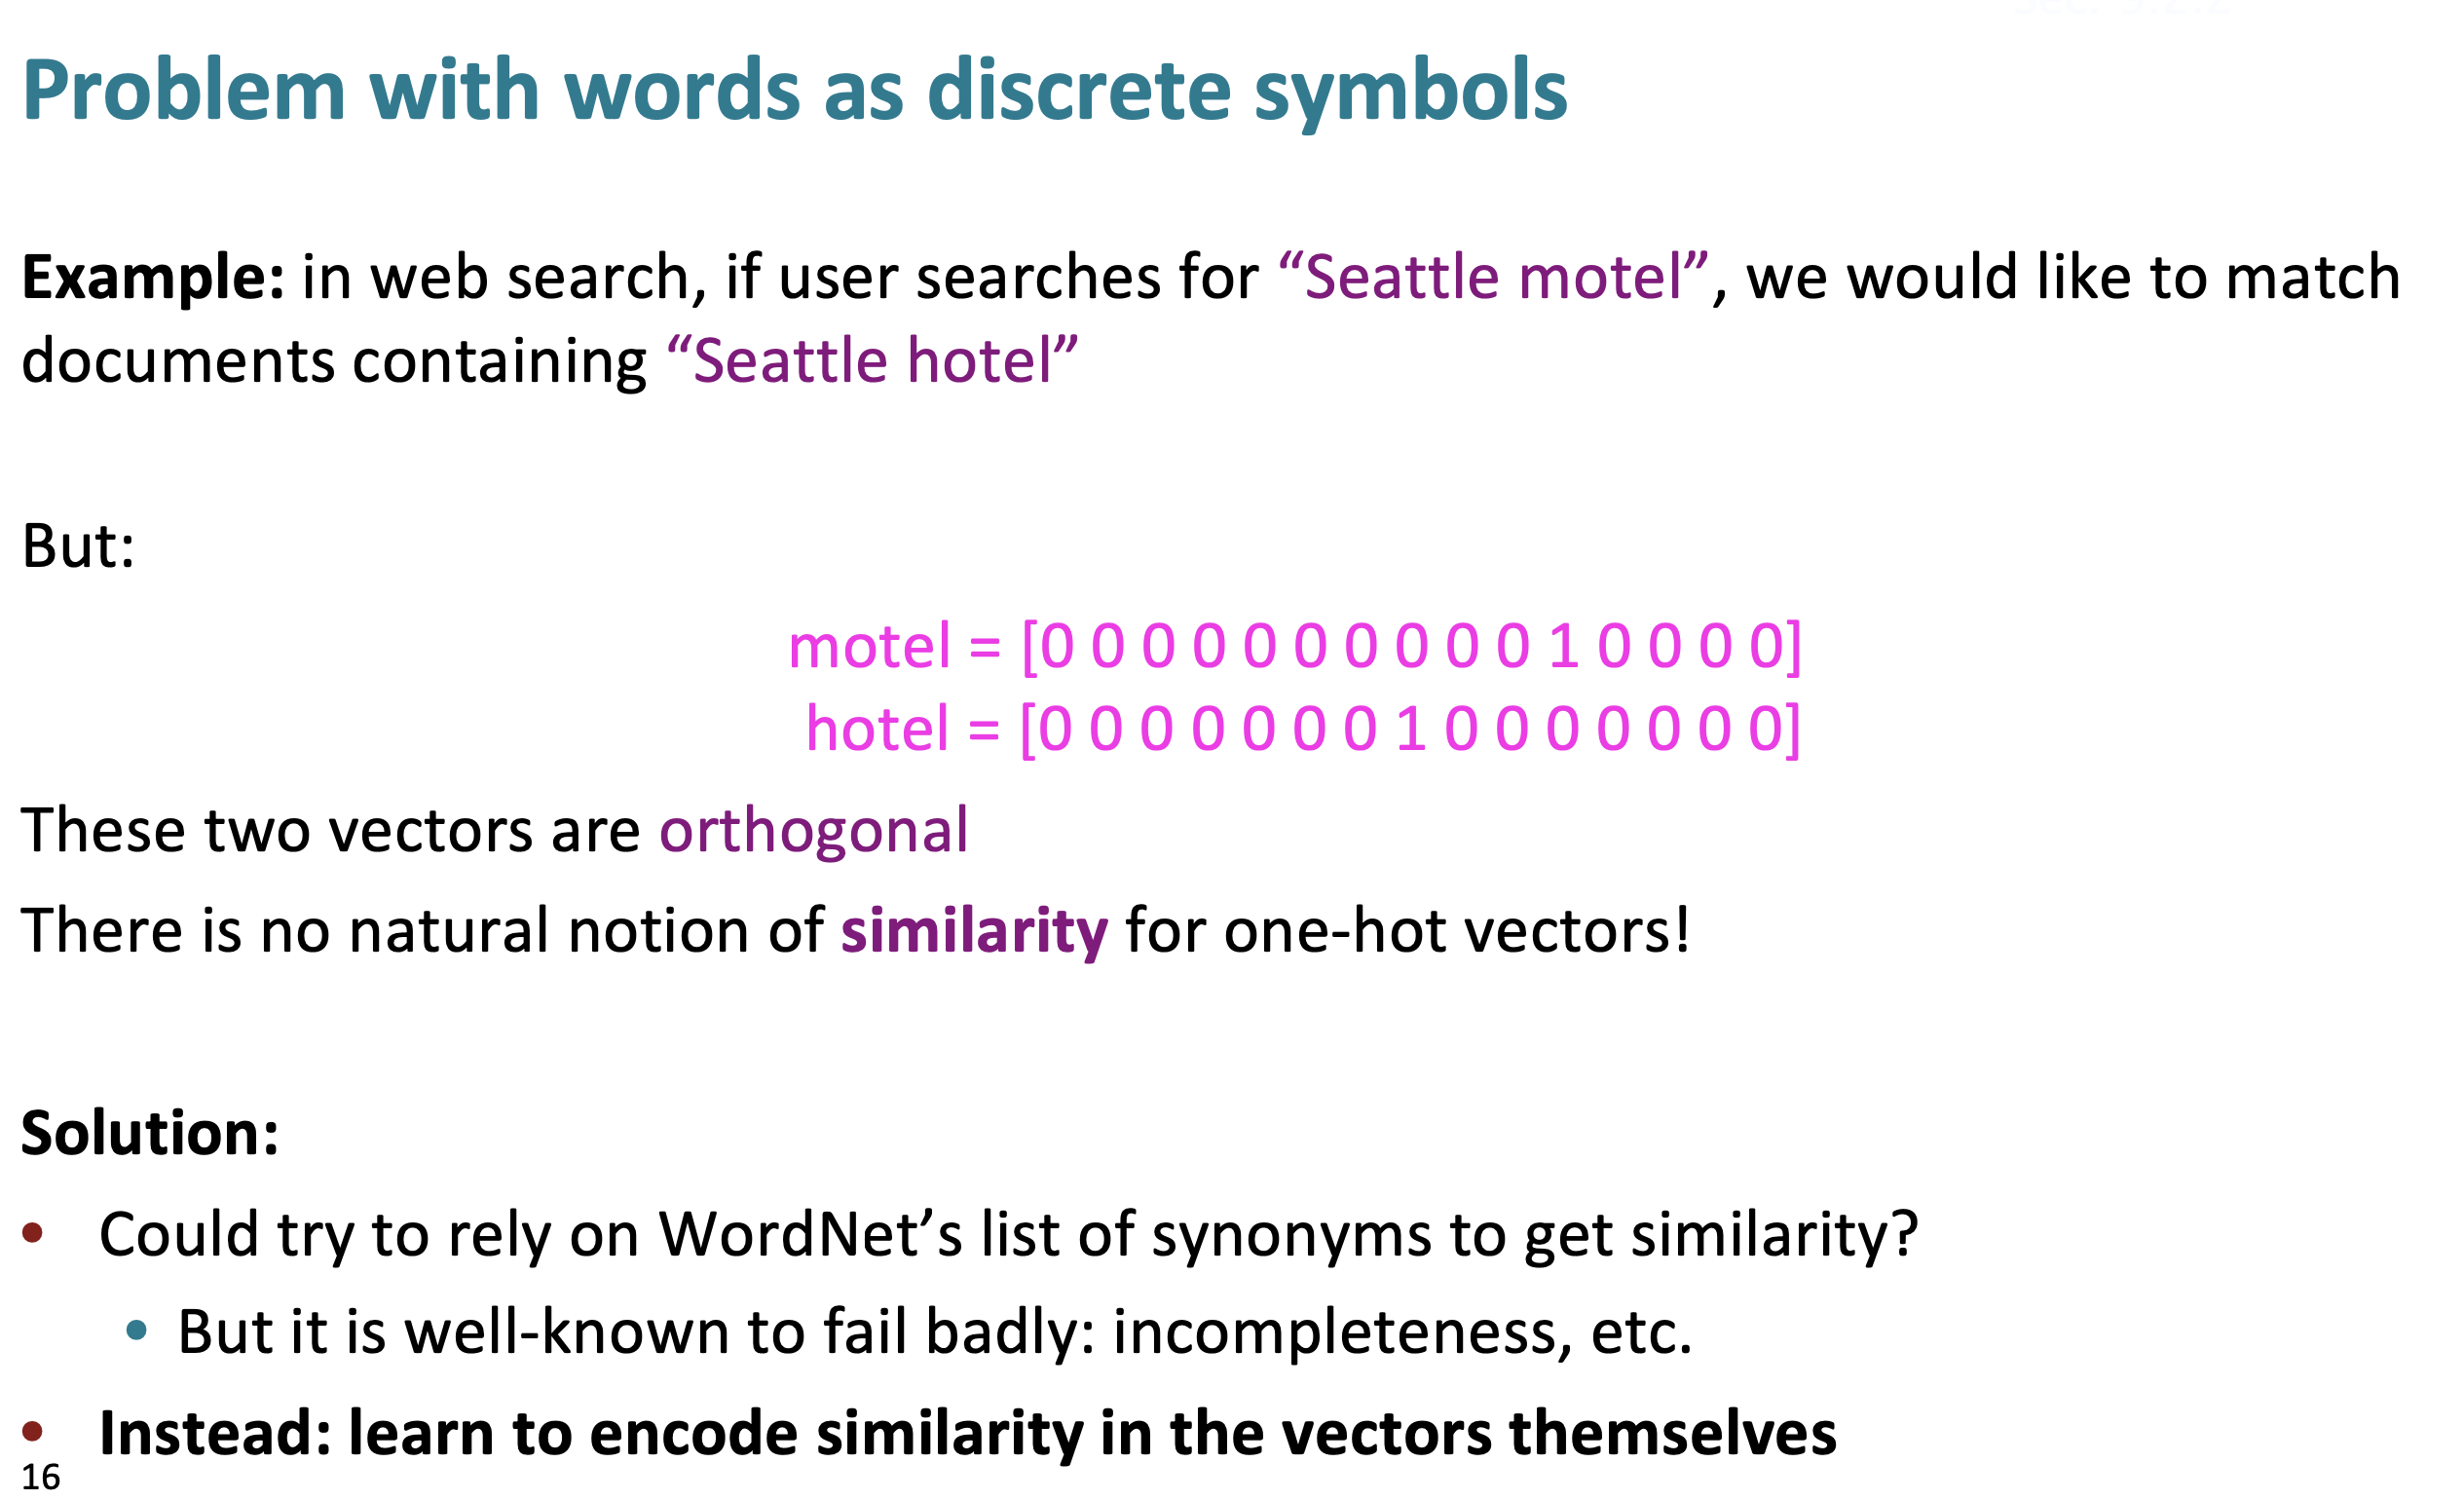 Problem with words as discrete symbols
Example: in web search, if user searches for “Seattle motel”, we would like to match
documents containing “Seattle hotel”
But:
motel = [0 0 0 0 0 0 0 0 0 0 1 0 0 0 0]
hotel = [0 0 0 0 0 0 0 1 0 0 0 0 0 0 0]
These two vectors are orthogonal
There is no natural notion of similarity for one-hot vectors!
Solution:
• Could try to rely on WordNet’s list of synonyms to get similarity?
• But it is well-known to fail badly: incompleteness, etc.
• Instead: learn to encode similarity in the vectors themselves
16